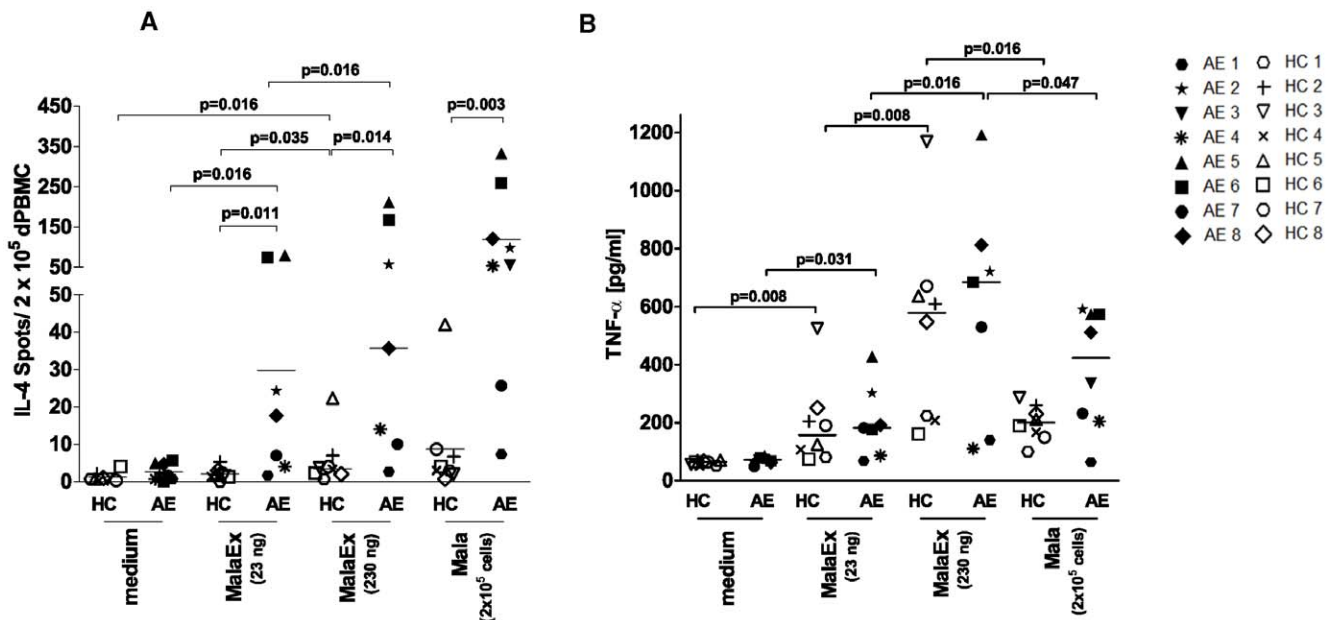 A
B
p=0.016
p=0.016
p=0.003
p=0.035
p=0.014
p=0.016
p=0.011
IL-4 Spots/ 2 x 10⁵ dPBMC
450
350
250
150
50
50
40
30
20
10
0
HC AE HC AE HC AE HC AE
medium
MalaEx
(23 ng)
MalaEx
(230 ng)
Mala
(2x10⁵ cells)
p=0.016
p=0.016
p=0.047
p=0.008
p=0.031
p=0.008
TNF-α [pg/ml]
1200
1000
800
600
400
200
0
HC AE HC AE HC AE HC AE
medium
MalaEx
(23 ng)
MalaEx
(230 ng)
Mala
(2x10⁵ cells)
AE 1 HC 1
AE 2 HC 2
AE 3 HC 3
AE 4 HC 4
AE 5 HC 5
AE 6 HC 6
AE 7 HC 7
AE 8 HC 8